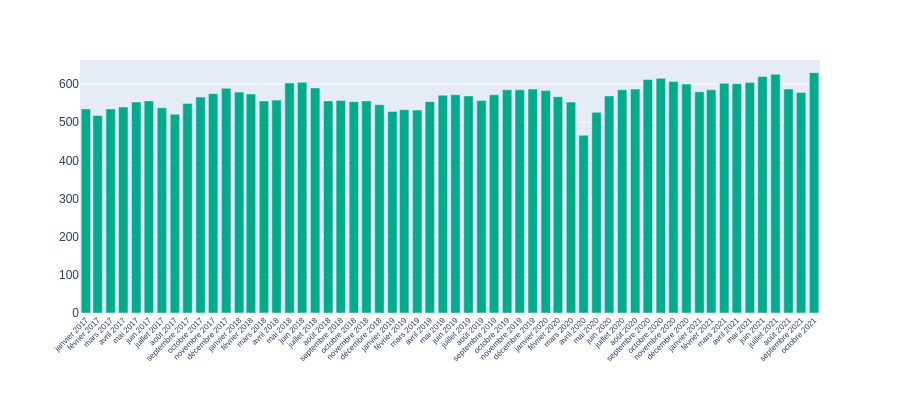 600
500
400
300
200
100
0
janvier 2017
février 2017
mars 2017
avril 2017
mai 2017
juin 2017
juillet 2017
août 2017
septembre 2017
octobre 2017
novembre 2017
décembre 2017
janvier 2018
février 2018
mars 2018
avril 2018
mai 2018
juin 2018
juillet 2018
août 2018
septembre 2018
octobre 2018
novembre 2018
décembre 2018
janvier 2019
février 2019
mars 2019
avril 2019
mai 2019
juin 2019
juillet 2019
août 2019
septembre 2019
octobre 2019
novembre 2019
décembre 2019
janvier 2020
février 2020
mars 2020
avril 2020
mai 2020
juin 2020
juillet 2020
août 2020
septembre 2020
octobre 2020
novembre 2020
décembre 2020
janvier 2021
février 2021
mars 2021
avril 2021
mai 2021
juin 2021
juillet 2021
août 2021
septembre 2021
octobre 2021